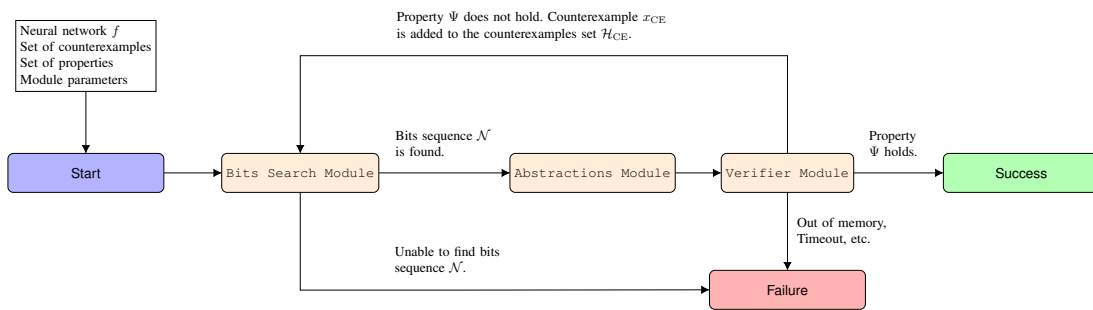 Property Ψ does not hold. Counterexample x_CE
is added to the counterexamples set ℋ_CE.
Neural network f
Set of counterexamples
Set of properties
Module parameters
Bits sequence 𝒩
is found.
Property
Ψ holds.
Start
Bits Search Module
Abstractions Module
Verifier Module
Success
Out of memory,
Timeout, etc.
Unable to find bits
sequence 𝒩.
Failure